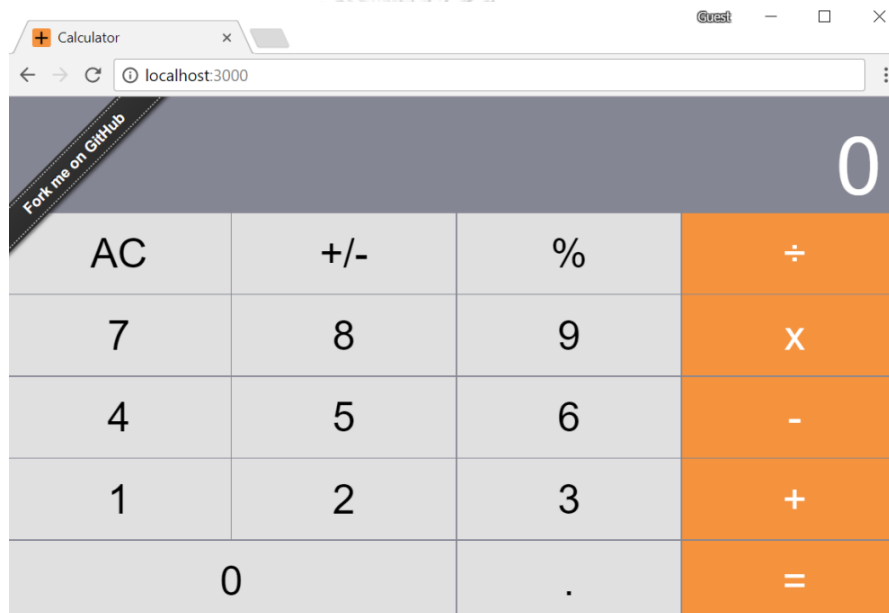 Guest
Calculator
localhost:3000
Fork me on GitHub
0
AC +/- % ÷
7 8 9 x
4 5 6 -
1 2 3 +
0 . =